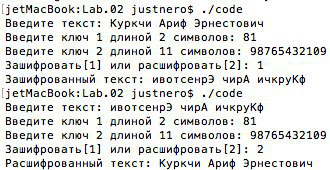 [jetMacBook:Lab.02 justnero$ ./code
Введите текст: Куркчи Ариф Эрнестович
Введите ключ 1 длиной 2 символов: 81
Введите ключ 2 длиной 11 символов: 98765432109
Зашифровать[1] или расшифровать[2]: 1
Зашифрованный текст: ивотсенрЭ чирА ичкруКф
[jetMacBook:Lab.02 justnero$ ./code
Введите текст: ивотсенрЭ чирА ичкруКф
Введите ключ 1 длиной 2 символов: 81
Введите ключ 2 длиной 11 символов: 98765432109
Зашифровать[1] или расшифровать[2]: 2
Расшифрованный текст: Куркчи Ариф Эрнестович